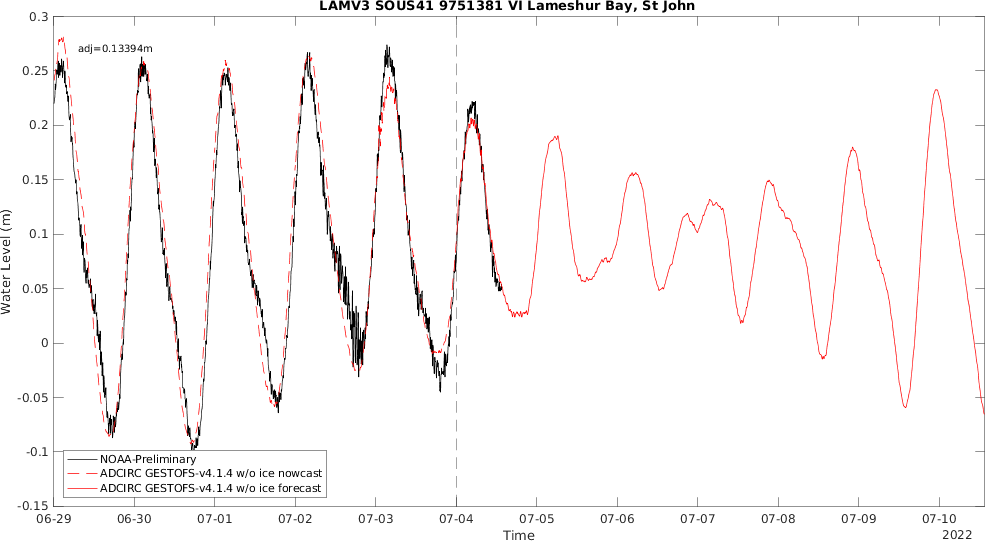 LAMV3 SOUS41 9751381 VI Lameshur Bay, St John
adj=0.13394m
0.3
0.25
0.2
0.15
0.1
0.05
0
-0.05
-0.1
-0.15
Water Level (m)
NOAA-Preliminary
ADCIRC GESTOFS-v4.1.4 w/o ice nowcast
ADCIRC GESTOFS-v4.1.4 w/o ice forecast
06-29 06-30 07-01 07-02 07-03 07-04 07-05 07-06 07-07 07-08 07-09 07-10
Time
2022